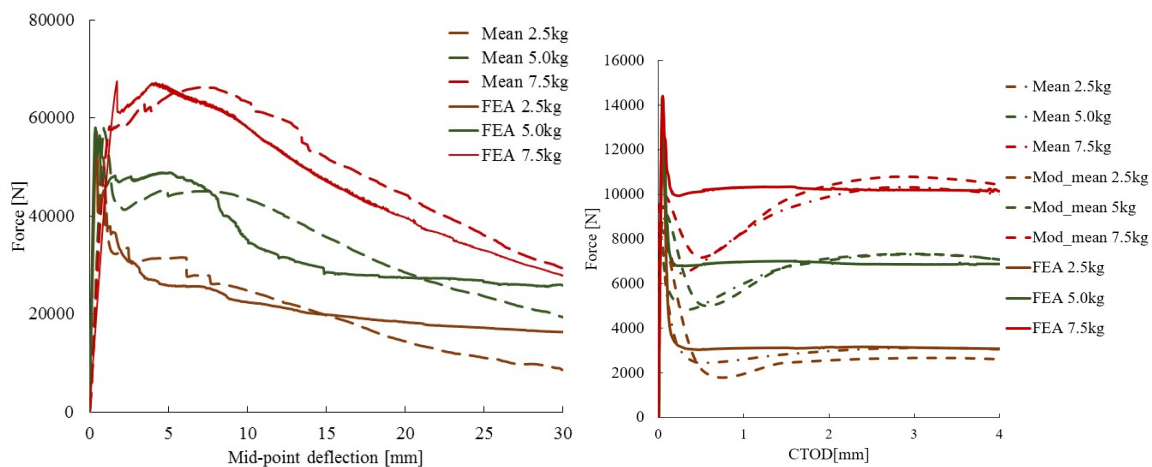 80000
60000
40000
20000
0
Force [N]
0 5 10 15 20 25 30
Mid-point deflection [mm]
Mean 2.5kg
Mean 5.0kg
Mean 7.5kg
FEA 2.5kg
FEA 5.0kg
FEA 7.5kg
16000
14000
12000
10000
8000
6000
4000
2000
0
Force [N]
0 1 2 3 4
CTOD[mm]
Mean 2.5kg
Mean 5.0kg
Mean 7.5kg
Mod_mean 2.5kg
Mod_mean 5kg
Mod_mean 7.5kg
FEA 2.5kg
FEA 5.0kg
FEA 7.5kg